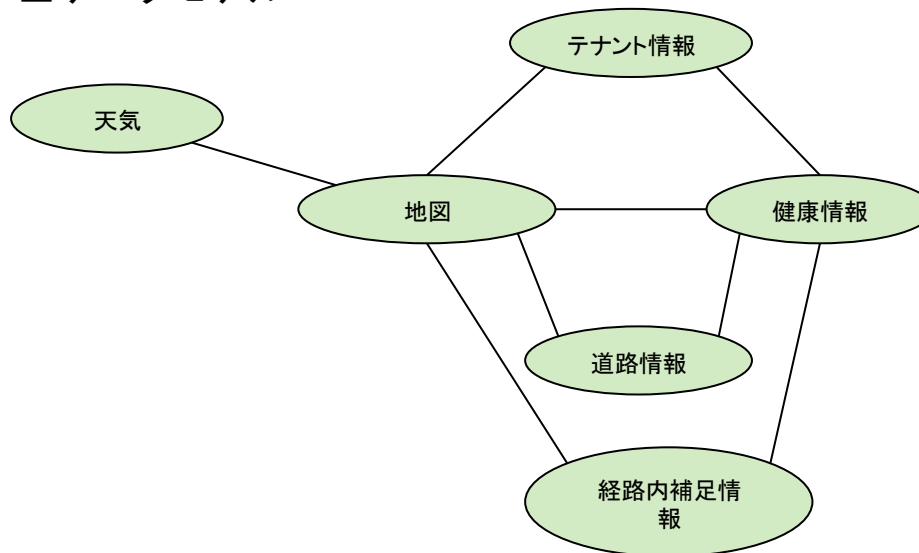 テナント情報
天気
地図
健康情報
道路情報
経路内補足情
報